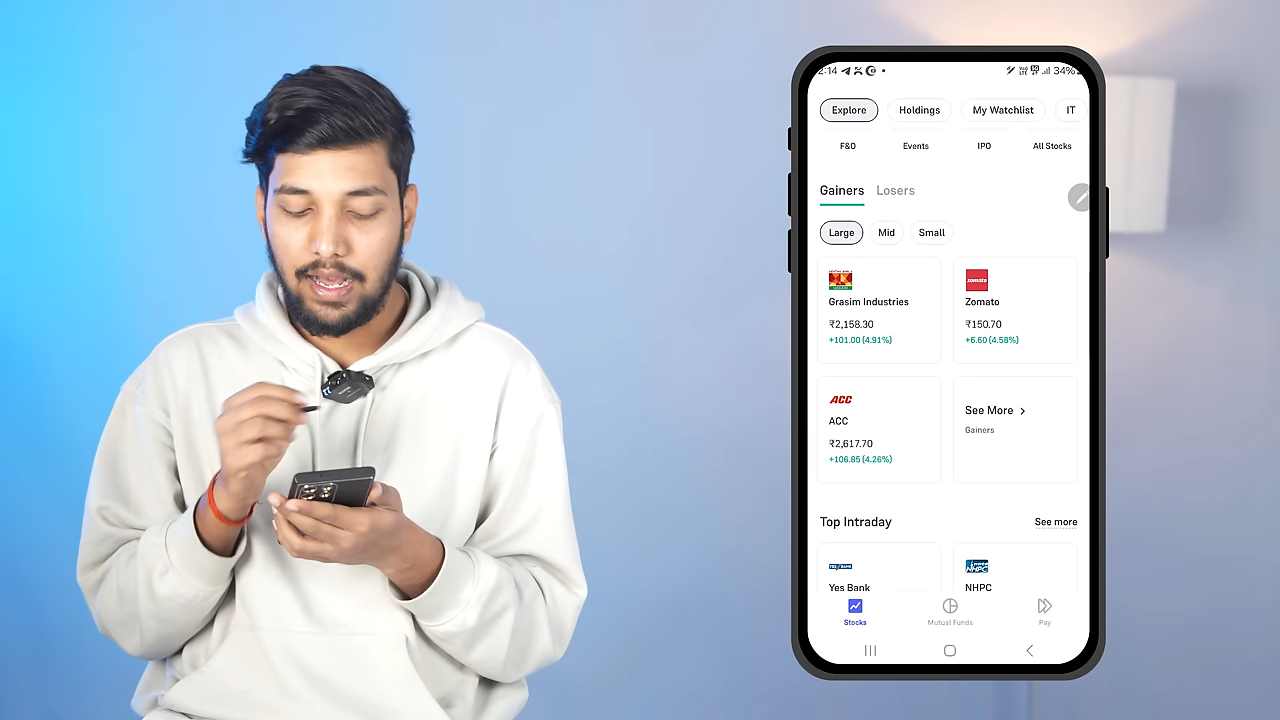 2:14
34%
Explore Holdings My Watchlist IT
F&O Events IPO All Stocks
Gainers Losers
Large Mid Small
zomato
Grasim Industries
₹2,158.30
+101.00 (4.91%)
Zomato
₹150.70
+6.60 (4.58%)
ACC
ACC
₹2,617.70
+106.85 (4.26%)
See More >
Gainers
Top Intraday See more
YES BANK
Yes Bank
NHPC
NHPC
Stocks Mutual Funds Pay